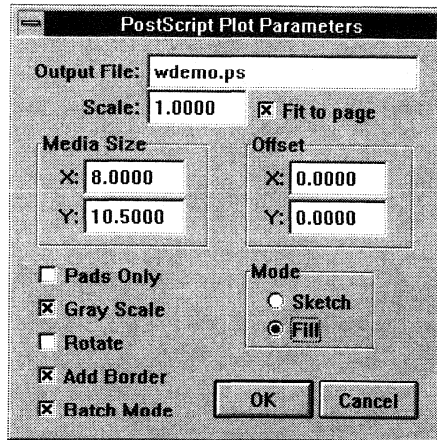 PostScript Plot Parameters
Output File: wdemo.ps
Scale: 1.0000 Fit to page
Media Size
X: 8.0000
Y: 10.5000
Offset
X: 0.0000
Y: 0.0000
Pads Only
Gray Scale
Rotate
Add Border
Batch Mode
Mode
Sketch
Fill
OK Cancel